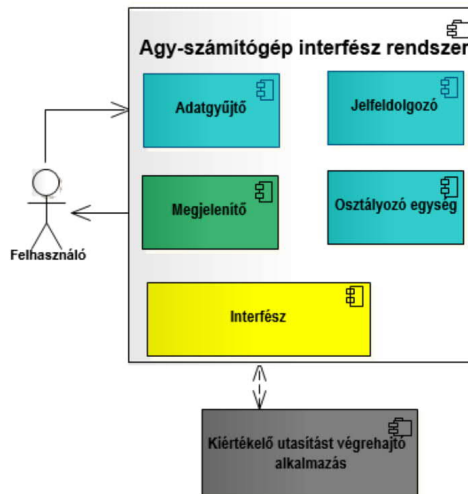 Agy-számítógép interfész rendszer
Adatgyűjtő
Jelfeldolgozó
Megjelenítő
Osztályozó egység
Felhasználó
Interfész
Kiértékelő utasítást végrehajtó
alkalmazás